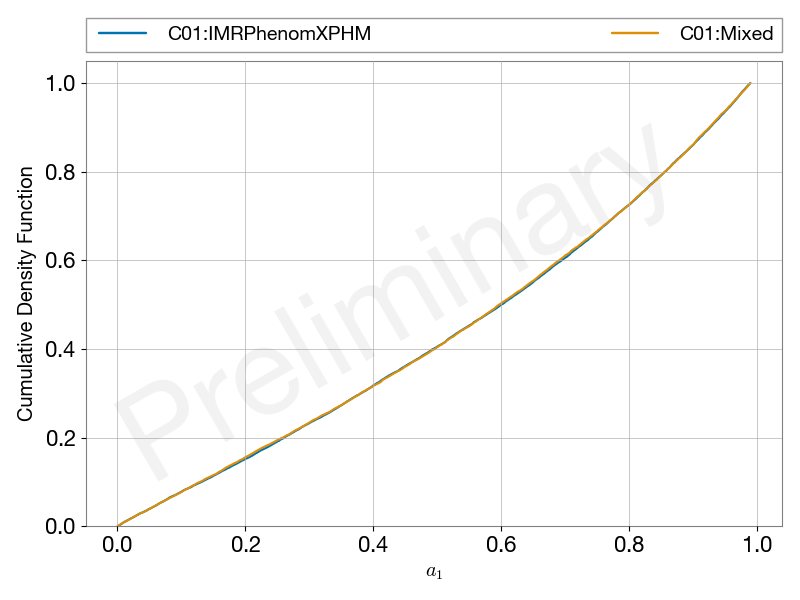 C01:IMRPhenomXPHM C01:Mixed
Cumulative Density Function
1.0
0.8
0.6
0.4
0.2
0.0
Preliminary
0.0 0.2 0.4 0.6 0.8 1.0
a₁